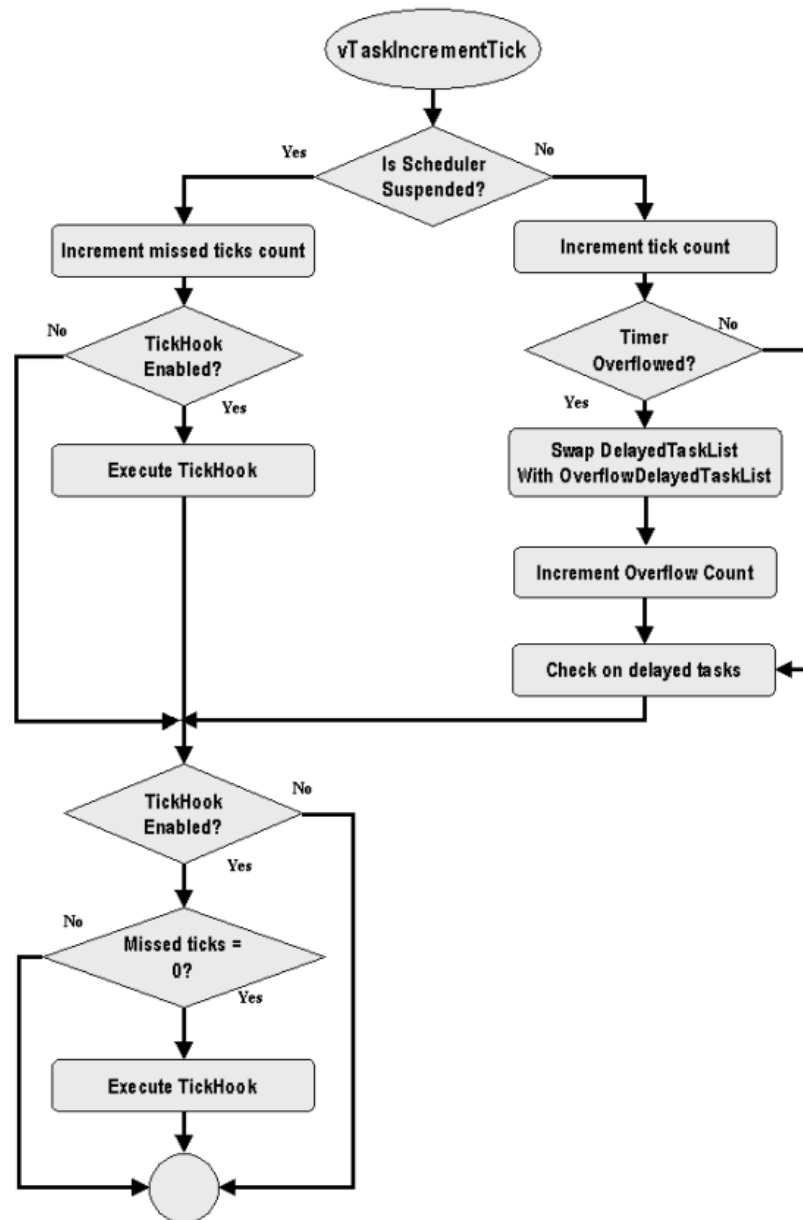 vTaskIncrementTick
Yes
Is Scheduler
Suspended?
No
Increment missed ticks count
Increment tick count
No
TickHook
Enabled?
Yes
Timer
Overflowed?
No
Yes
Execute TickHook
Swap DelayedTaskList
With OverflowDelayedTaskList
Increment Overflow Count
Check on delayed tasks
TickHook
Enabled?
No
Yes
No
Missed ticks =
0?
Yes
Execute TickHook